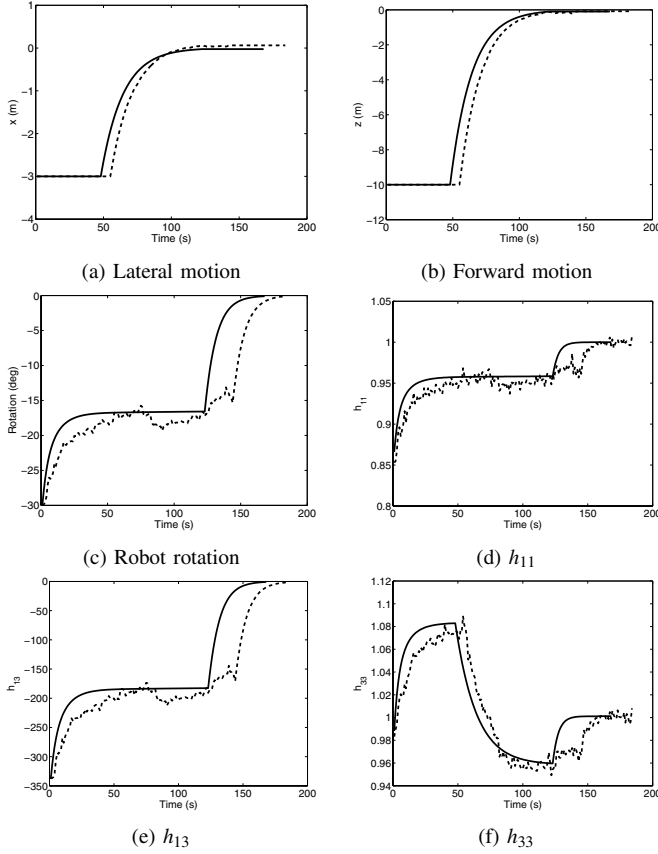 1
0
−1
−2
−3
−4
x (m)
0 50 100 150 200
Time (s)
(a) Lateral motion
0
−2
−4
−6
−8
−10
−12
z (m)
0 50 100 150 200
Time (s)
(b) Forward motion
0
−5
−10
−15
−20
−25
−30
Rotation (deg)
0 50 100 150 200
Time (s)
(c) Robot rotation
1.05
1
0.95
0.9
0.85
0.8
h11
0 50 100 150 200
Time (s)
(d) h11
0
−50
−100
−150
−200
−250
−300
−350
h13
0 50 100 150 200
Time (s)
(e) h13
1.12
1.1
1.08
1.06
1.04
1.02
1
0.98
0.96
0.94
h33
0 50 100 150 200
Time (s)
(f) h33